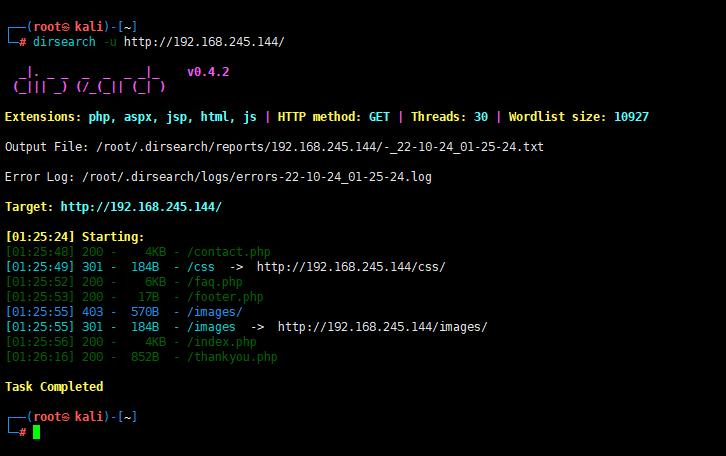 ┌──(root㉿kali)-[~]
└─# dirsearch -u http://192.168.245.144/
  _|. _ _  _  _  _ _|_    v0.4.2
 (_||| _) (/_(_|| (_| )
Extensions: php, aspx, jsp, html, js | HTTP method: GET | Threads: 30 | Wordlist size: 10927
Output File: /root/.dirsearch/reports/192.168.245.144/-_22-10-24_01-25-24.txt
Error Log: /root/.dirsearch/logs/errors-22-10-24_01-25-24.log
Target: http://192.168.245.144/
[01:25:24] Starting:
[01:25:48] 200 -    4KB - /contact.php
[01:25:49] 301 -  184B  - /css  ->  http://192.168.245.144/css/
[01:25:52] 200 -    6KB - /faq.php
[01:25:53] 200 -   17B  - /footer.php
[01:25:55] 403 -  570B  - /images/
[01:25:55] 301 -  184B  - /images  ->  http://192.168.245.144/images/
[01:25:56] 200 -    4KB - /index.php
[01:26:16] 200 -  852B  - /thankyou.php
Task Completed
┌──(root㉿kali)-[~]
└─#